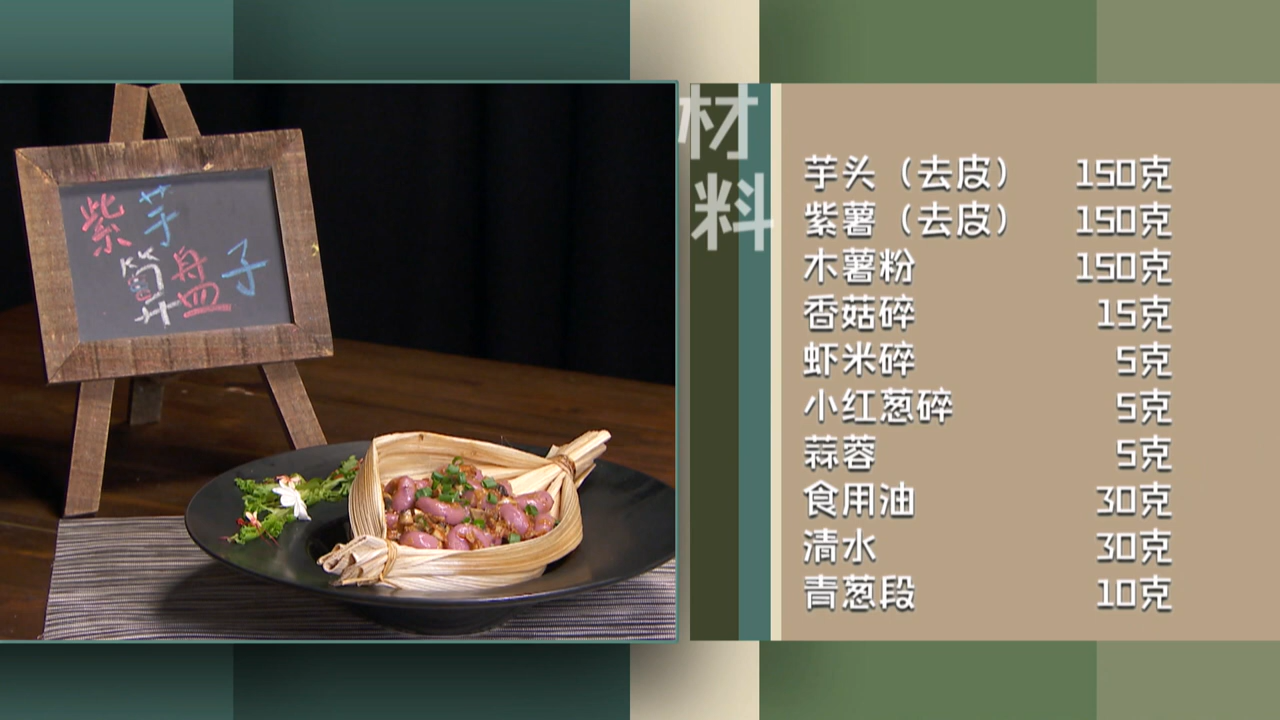 紫芋
算盘子
材料
芋头（去皮） 150克
紫薯（去皮） 150克
木薯粉 150克
香菇碎 15克
虾米碎 5克
小红葱碎 5克
蒜蓉 5克
食用油 30克
清水 30克
青葱段 10克